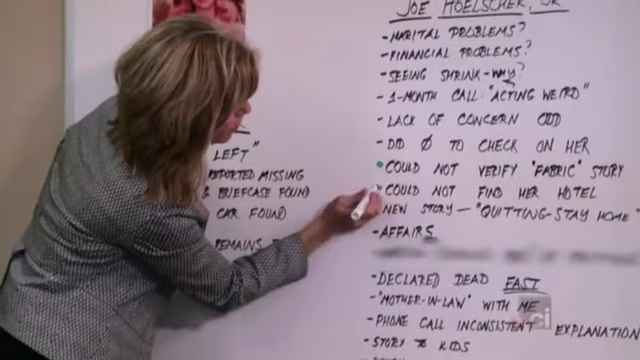 JOE HOELSCHER, JR
- MARITAL PROBLEMS?
- FINANCIAL PROBLEMS?
- SEEING SHRINK - WHY?
- 1-MONTH CALL: "ACTING WEIRD"
- LACK OF CONCERN ODD
- DID Ø TO CHECK ON HER
- COULD NOT VERIFY "FABRIC" STORY
- COULD NOT FIND HER HOTEL
- NEW STORY - "QUITTING-STAY HOME"
- AFFAIRS
- DECLARED DEAD FAST
- "MOTHER-IN-LAW" WITH ME
- PHONE CALL INCONSISTENT EXPLANATION
- STORY TO KIDS
LEFT"
REPORTED MISSING
& BRIEFCASE FOUND
CAR FOUND
REMAINS